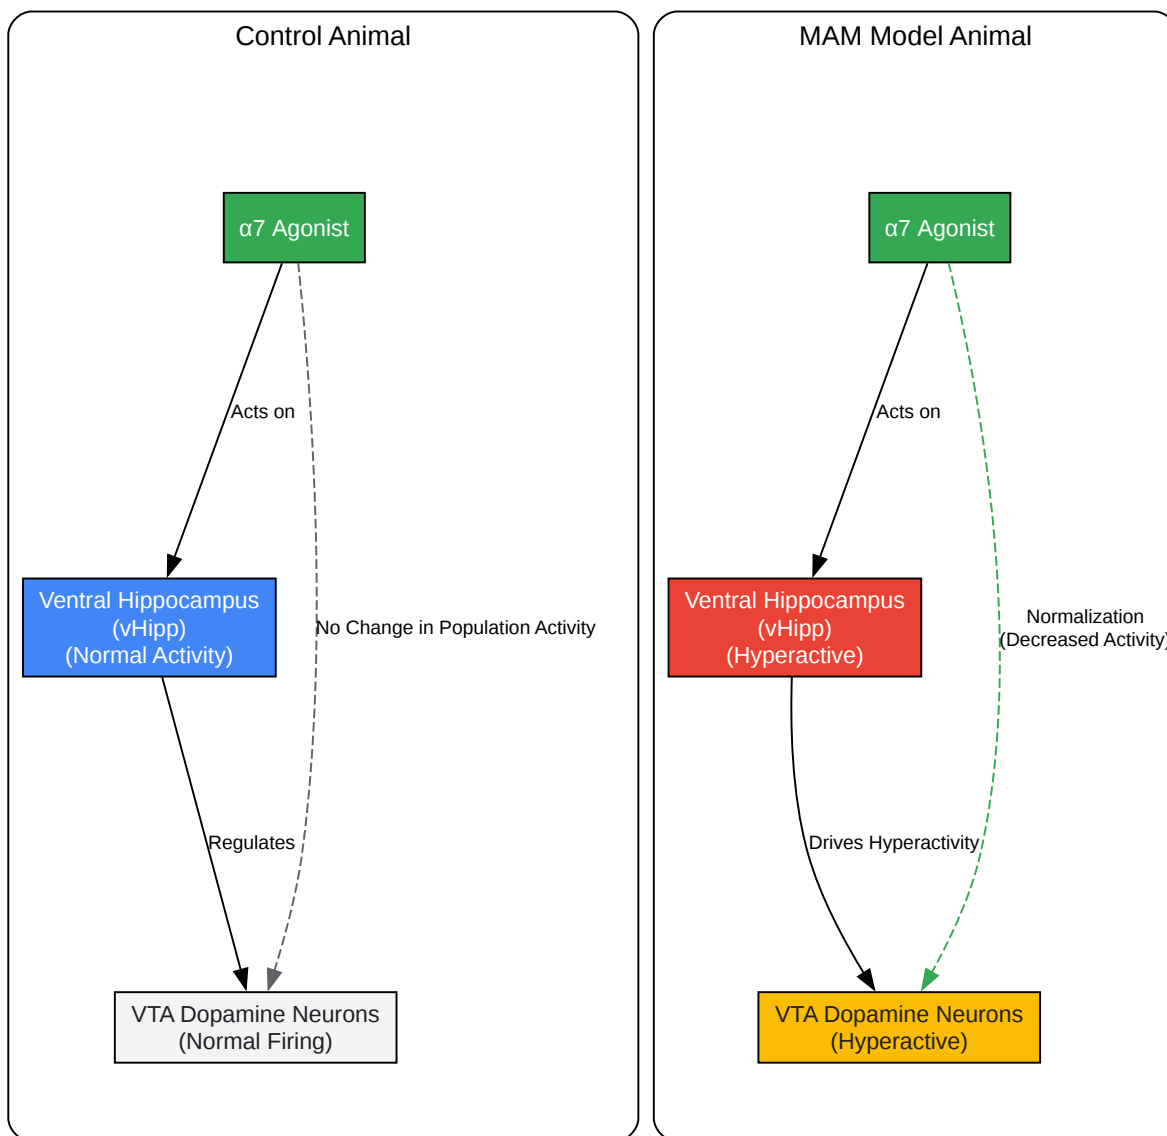 Control Animal
α7 Agonist
Acts on
Ventral Hippocampus
(vHipp)
(Normal Activity)
No Change in Population Activity
Regulates
VTA Dopamine Neurons
(Normal Firing)
MAM Model Animal
α7 Agonist
Acts on
Ventral Hippocampus
(vHipp)
(Hyperactive)
Normalization
(Decreased Activity)
Drives Hyperactivity
VTA Dopamine Neurons
(Hyperactive)